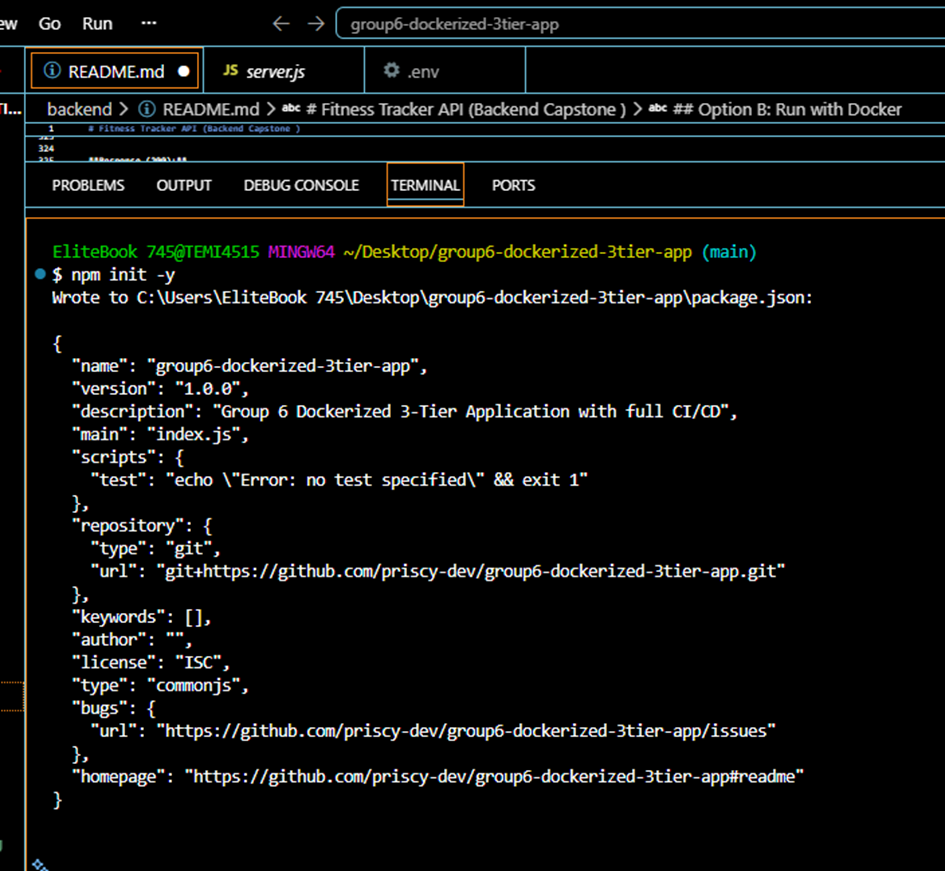 ew Go Run ··· ← → group6-dockerized-3tier-app
README.md ● JS server.js .env
TI... backend > README.md > abc # Fitness Tracker API (Backend Capstone ) > abc ## Option B: Run with Docker
1 # Fitness Tracker API (Backend Capstone )
324
PROBLEMS OUTPUT DEBUG CONSOLE TERMINAL PORTS
EliteBook 745@TEMI4515 MINGW64 ~/Desktop/group6-dockerized-3tier-app (main)
$ npm init -y
Wrote to C:\Users\EliteBook 745\Desktop\group6-dockerized-3tier-app\package.json:
{
"name": "group6-dockerized-3tier-app",
"version": "1.0.0",
"description": "Group 6 Dockerized 3-Tier Application with full CI/CD",
"main": "index.js",
"scripts": {
"test": "echo \"Error: no test specified\" && exit 1"
},
"repository": {
"type": "git",
"url": "git+https://github.com/priscy-dev/group6-dockerized-3tier-app.git"
},
"keywords": [],
"author": "",
"license": "ISC",
"type": "commonjs",
"bugs": {
"url": "https://github.com/priscy-dev/group6-dockerized-3tier-app/issues"
},
"homepage": "https://github.com/priscy-dev/group6-dockerized-3tier-app#readme"
}